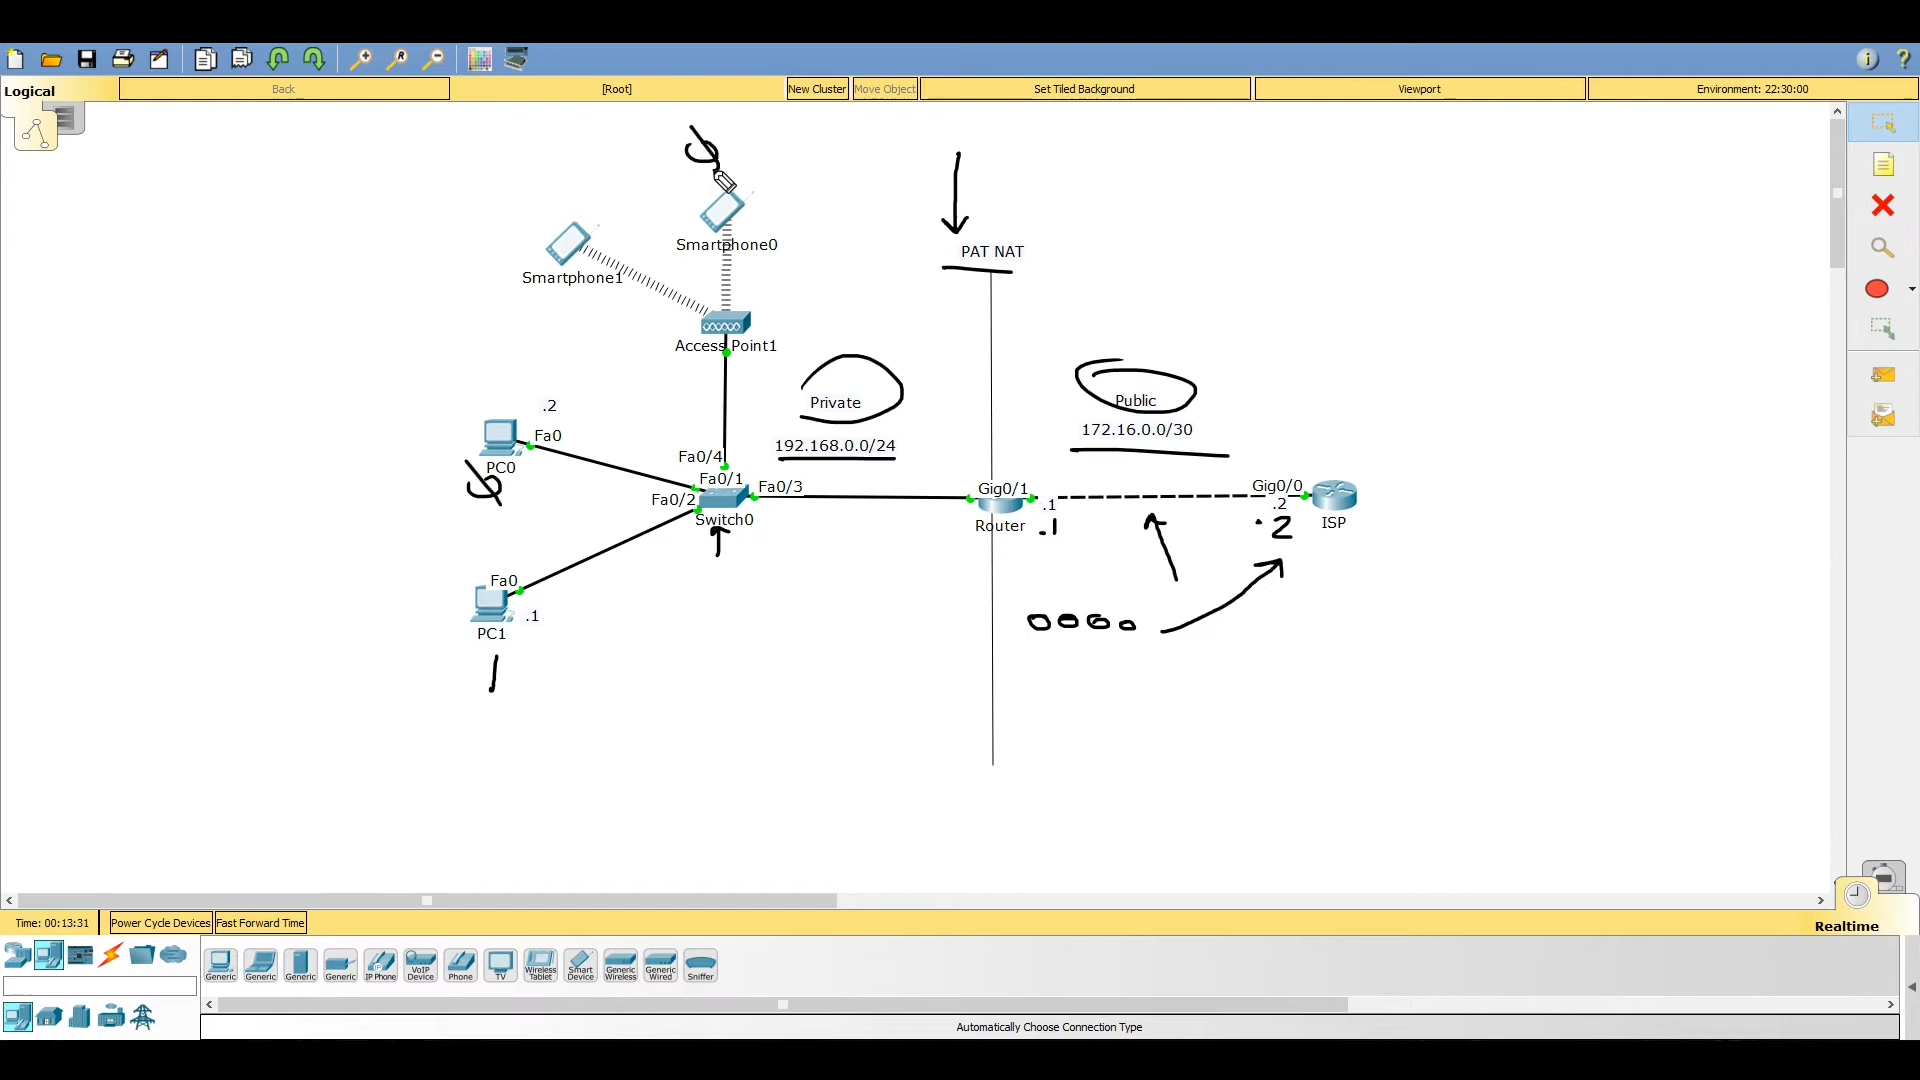 Logical
Back
[Root]
New Cluster
Move Object
Set Tiled Background
Viewport
Environment: 22:30:00
PAT NAT
Smartphone0
Smartphone1
Access Point1
Private
192.168.0.0/24
Public
172.16.0.0/30
.2
Fa0
PC0
Fa0/4
Fa0/1
Fa0/2
Fa0/3
Switch0
Gig0/1
.1
Router
.1
Gig0/0
.2
ISP
.2
Fa0
.1
PC1
1
0000
Time: 00:13:31
Power Cycle Devices
Fast Forward Time
Realtime
Generic
Generic
Generic
Generic
IP Phone
VoIP Device
Phone
TV
Wireless Tablet
Smart Device
Generic Wireless
Generic Wired
Sniffer
Automatically Choose Connection Type